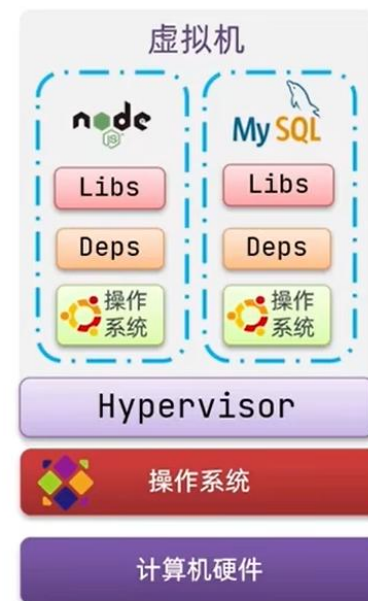 虚拟机
node
JS
MySQL
Libs
Libs
Deps
Deps
操作
系统
操作
系统
Hypervisor
操作系统
计算机硬件